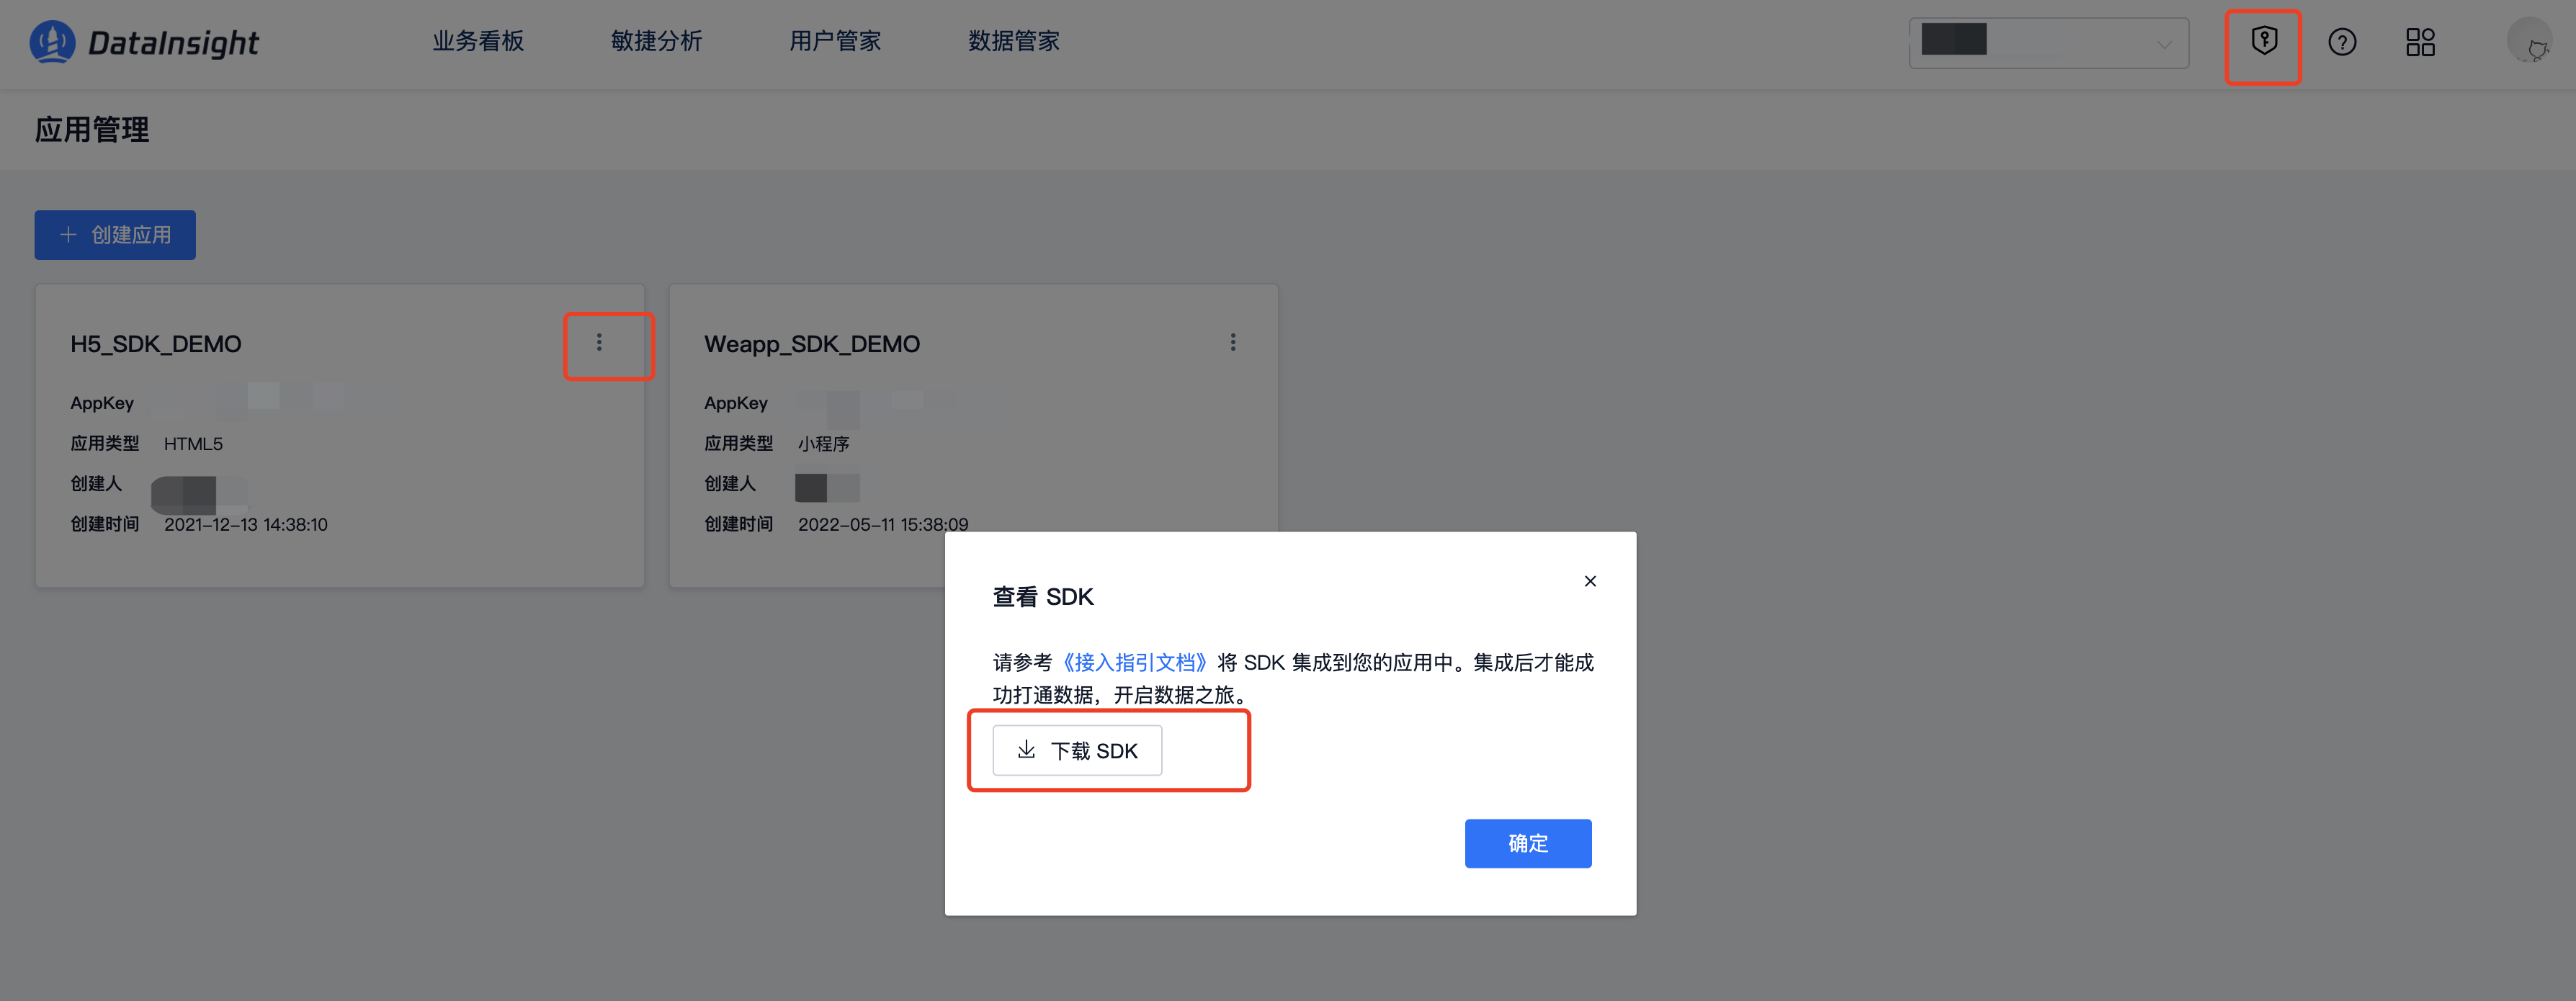 DataInsight
业务看板
敏捷分析
用户管家
数据管家
应用管理
+ 创建应用
H5_SDK_DEMO
AppKey
应用类型 HTML5
创建人
创建时间 2021-12-13 14:38:10
Weapp_SDK_DEMO
AppKey
应用类型 小程序
创建人
创建时间 2022-05-11 15:38:09
查看 SDK
请参考《接入指引文档》将 SDK 集成到您的应用中。集成后才能成
功打通数据，开启数据之旅。
下载 SDK
确定